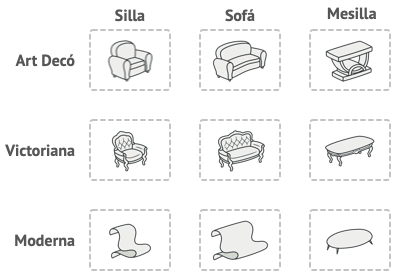 Silla Sofá Mesilla
Art Decó
Victoriana
Moderna